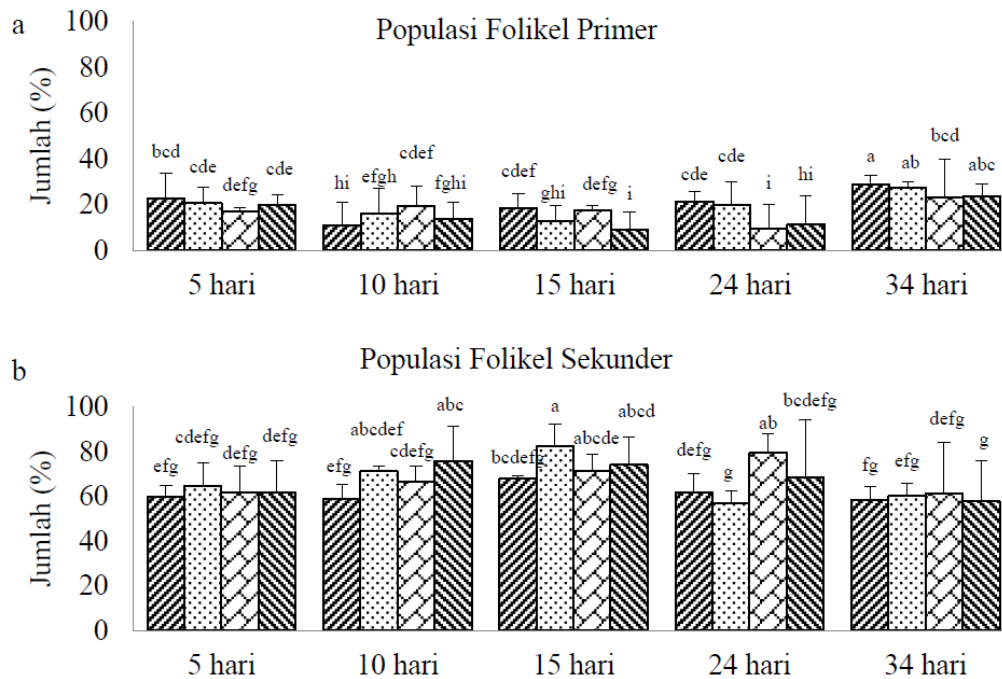 a
Populasi Folikel Primer
Jumlah (%)
100
80
60
40
20
0
bcd
cde
defg
cde
hi
efgh
cdef
fghi
cdef
ghi
defg
i
cde
cde
i
hi
a
ab
bcd
abc
5 hari
10 hari
15 hari
24 hari
34 hari
b
Populasi Folikel Sekunder
Jumlah (%)
100
80
60
40
20
0
efg
cdefg
defg
defg
efg
abcdef
cdefg
abc
bcdefg
a
abcde
abcd
defg
g
ab
bcdefg
fg
efg
defg
g
5 hari
10 hari
15 hari
24 hari
34 hari